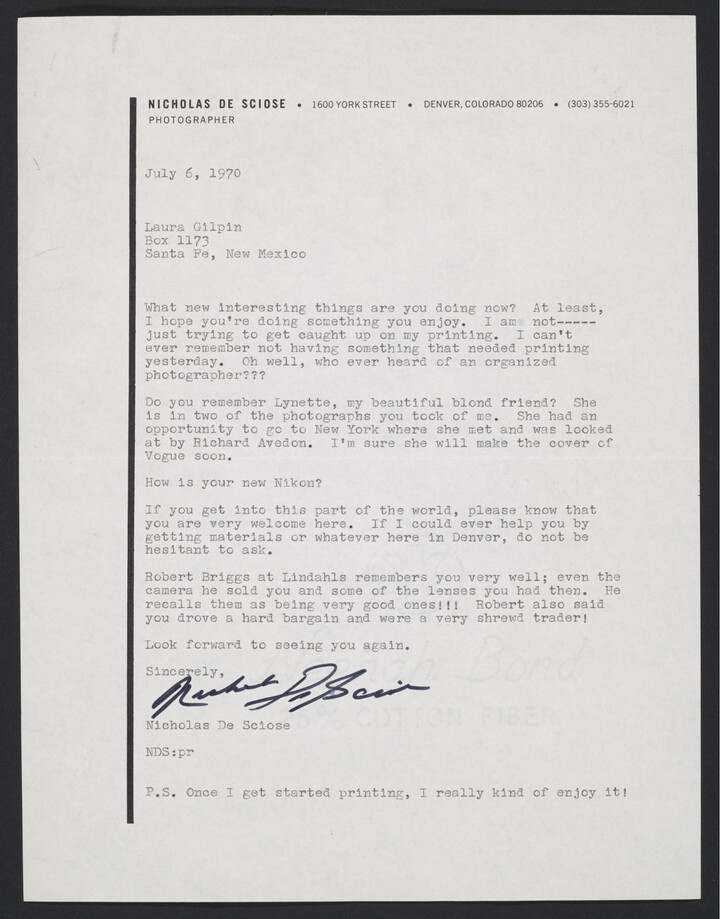 NICHOLAS DE SCIOSE • 1600 YORK STREET • DENVER, COLORADO 80206 • (303) 355-6021
PHOTOGRAPHER
July 6, 1970
Laura Gilpin
Box 1173
Santa Fe, New Mexico
What new interesting things are you doing now? At least,
I hope you're doing something you enjoy. I am not-----
just trying to get caught up on my printing. I can't
ever remember not having something that needed printing
yesterday. Oh well, who ever heard of an organized
photographer???
Do you remember Lynette, my beautiful blond friend? She
is in two of the photographs you took of me. She had an
opportunity to go to New York where she met and was looked
at by Richard Avedon. I'm sure she will make the cover of
Vogue soon.
How is your new Nikon?
If you get into this part of the world, please know that
you are very welcome here. If I could ever help you by
getting materials or whatever here in Denver, do not be
hesitant to ask.
Robert Briggs at Lindahls remembers you very well; even the
camera he sold you and some of the lenses you had then. He
recalls them as being very good ones!!! Robert also said
you drove a hard bargain and were a very shrewd trader!
Look forward to seeing you again.
Sincerely,
Nicholas De Sciose
Nicholas De Sciose
NDS:pr
P.S. Once I get started printing, I really kind of enjoy it!
Bond
COTTON FIBER